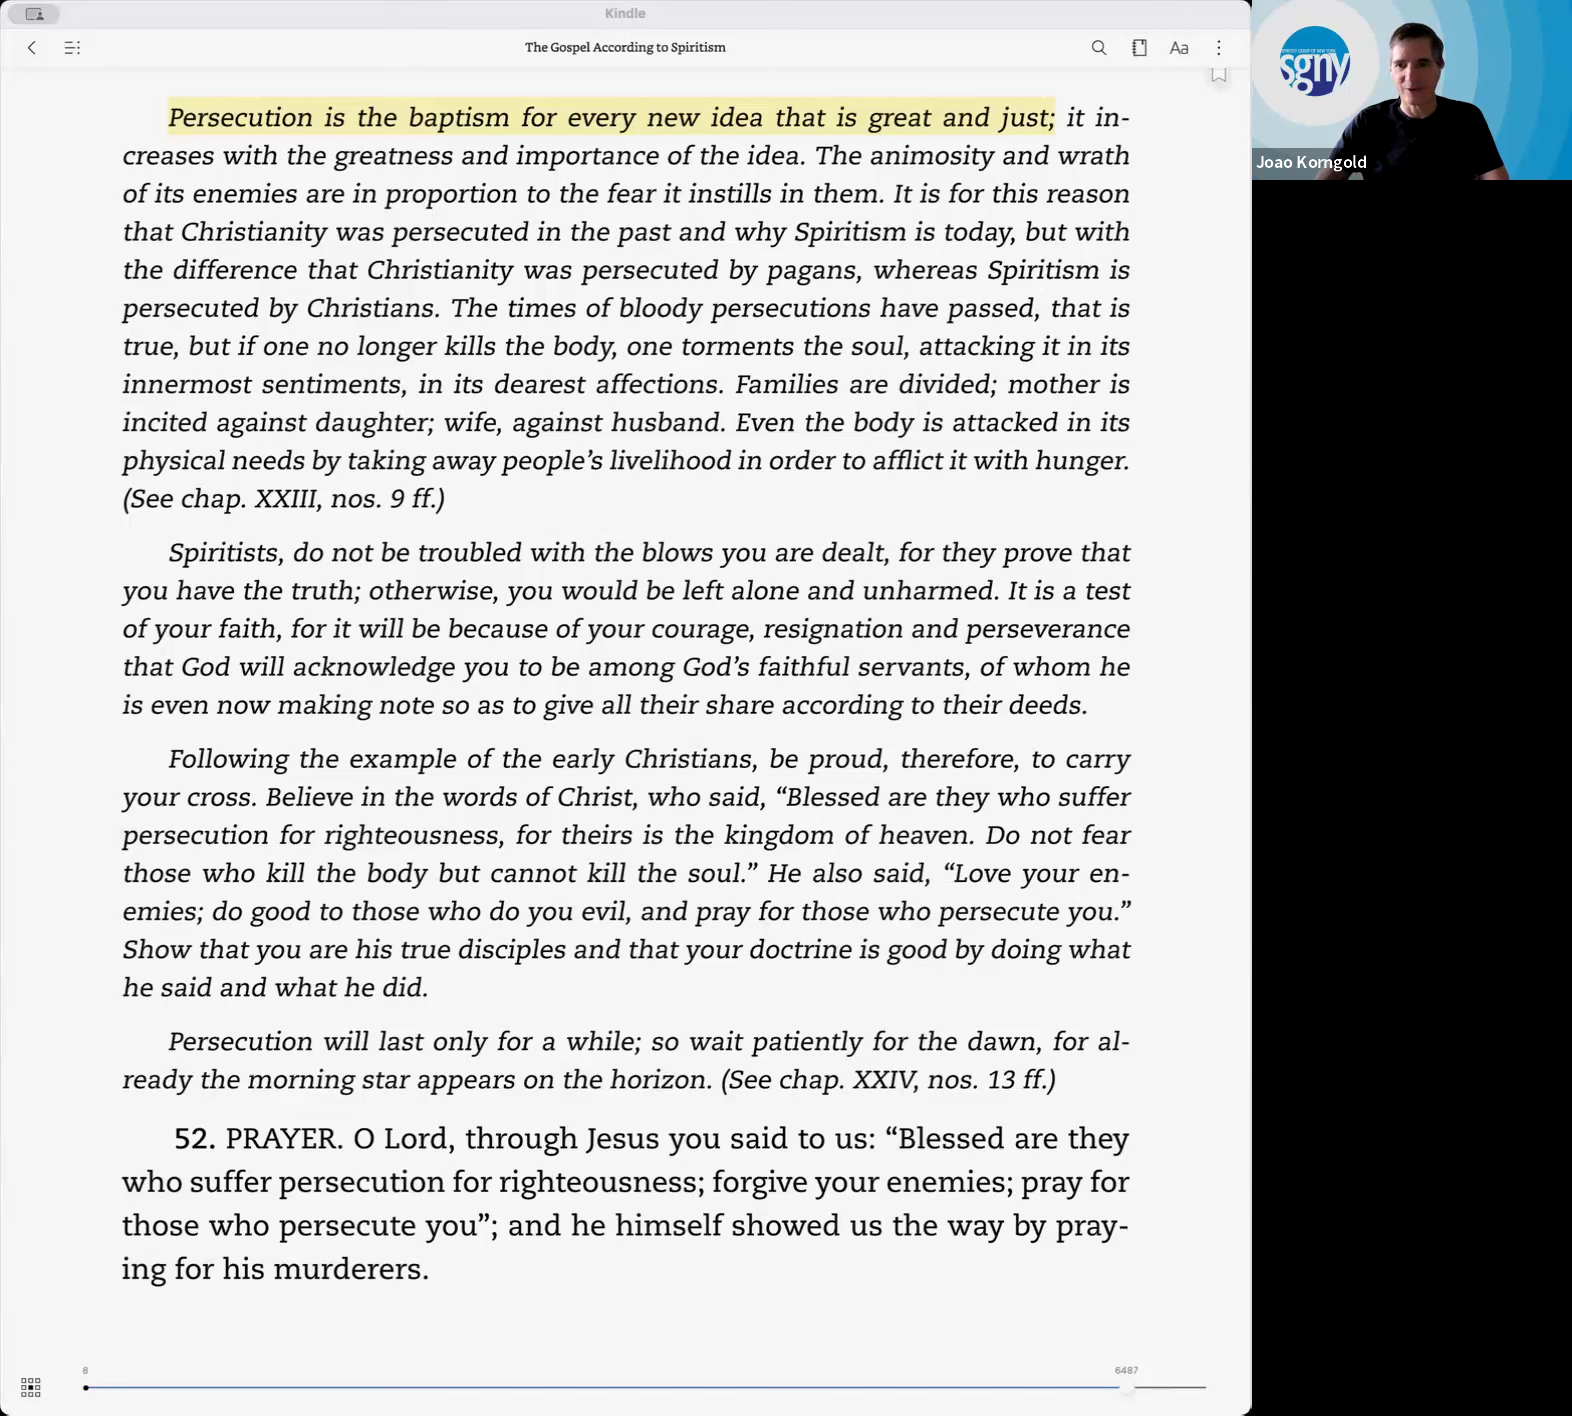 Kindle
The Gospel According to Spiritism
Aa
Persecution is the baptism for every new idea that is great and just; it in-
creases with the greatness and importance of the idea. The animosity and wrath
of its enemies are in proportion to the fear it instills in them. It is for this reason
that Christianity was persecuted in the past and why Spiritism is today, but with
the difference that Christianity was persecuted by pagans, whereas Spiritism is
persecuted by Christians. The times of bloody persecutions have passed, that is
true, but if one no longer kills the body, one torments the soul, attacking it in its
innermost sentiments, in its dearest affections. Families are divided; mother is
incited against daughter; wife, against husband. Even the body is attacked in its
physical needs by taking away people’s livelihood in order to afflict it with hunger.
(See chap. XXIII, nos. 9 ff.)
Spiritists, do not be troubled with the blows you are dealt, for they prove that
you have the truth; otherwise, you would be left alone and unharmed. It is a test
of your faith, for it will be because of your courage, resignation and perseverance
that God will acknowledge you to be among God’s faithful servants, of whom he
is even now making note so as to give all their share according to their deeds.
Following the example of the early Christians, be proud, therefore, to carry
your cross. Believe in the words of Christ, who said, “Blessed are they who suffer
persecution for righteousness, for theirs is the kingdom of heaven. Do not fear
those who kill the body but cannot kill the soul.” He also said, “Love your en-
emies; do good to those who do you evil, and pray for those who persecute you.”
Show that you are his true disciples and that your doctrine is good by doing what
he said and what he did.
Persecution will last only for a while; so wait patiently for the dawn, for al-
ready the morning star appears on the horizon. (See chap. XXIV, nos. 13 ff.)
52. PRAYER. O Lord, through Jesus you said to us: “Blessed are they
who suffer persecution for righteousness; forgive your enemies; pray for
those who persecute you”; and he himself showed us the way by pray-
ing for his murderers.
8
6487
sgny
Joao Korngold